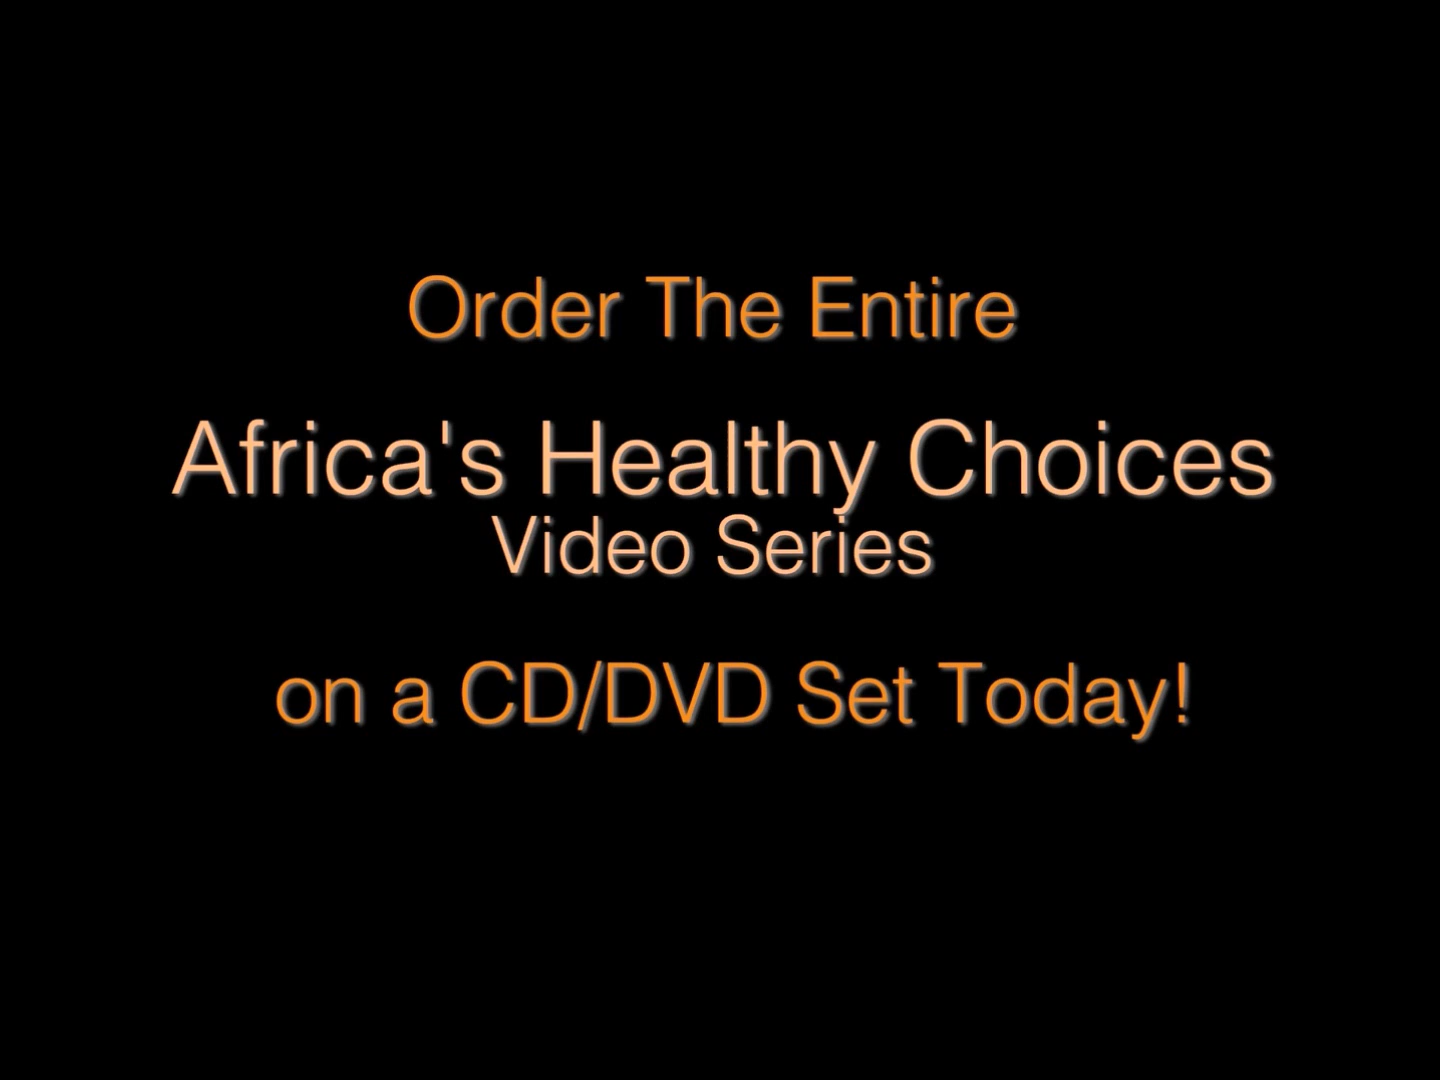 Order The Entire
Africa's Healthy Choices
Video Series
on a CD/DVD Set Today!